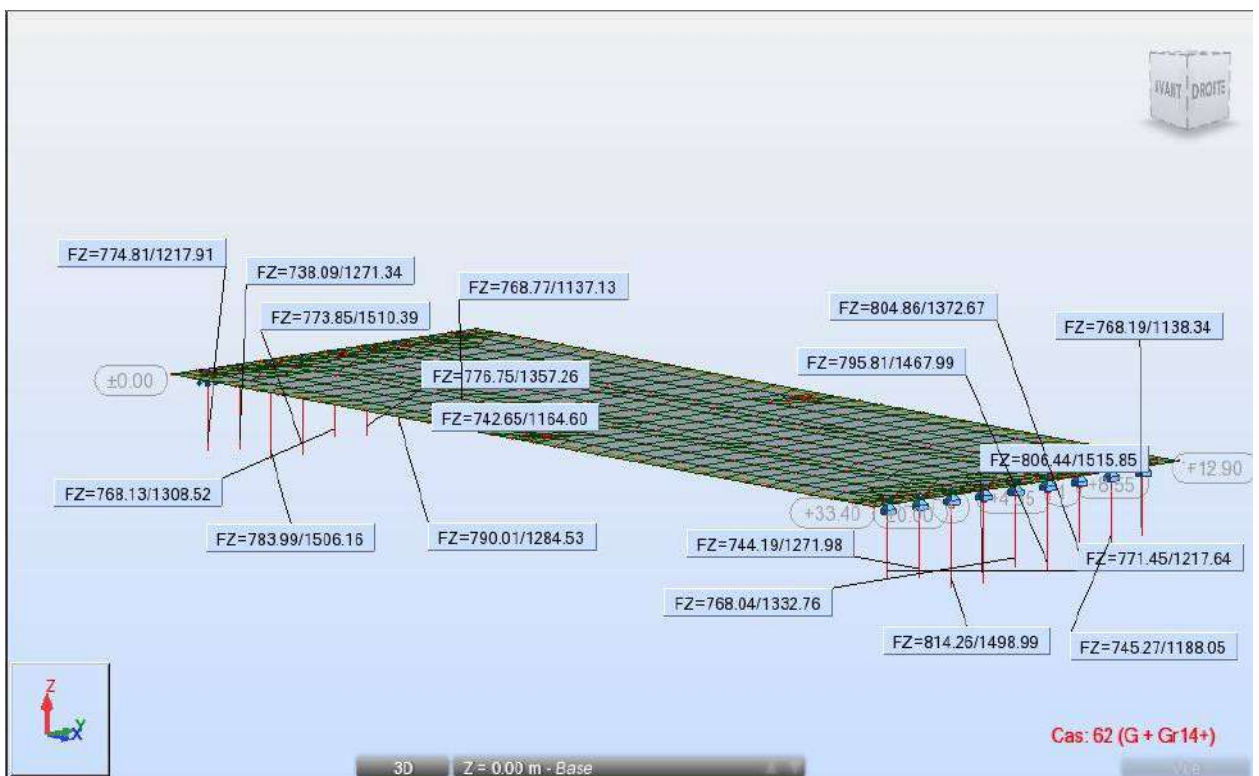 AVANT DROITE
FZ=774.81/1217.91
FZ=738.09/1271.34
FZ=768.77/1137.13
FZ=773.85/1510.39
FZ=804.86/1372.67
FZ=768.19/1138.34
FZ=795.81/1467.99
±0.00
FZ=776.75/1357.26
FZ=742.65/1164.60
FZ=806.44/1515.85
+12.90
+8.55
FZ=768.13/1308.52
+33.40
±0.00
FZ=783.99/1506.16
FZ=790.01/1284.53
FZ=744.19/1271.98
FZ=771.45/1217.64
FZ=768.04/1332.76
FZ=814.26/1498.99
FZ=745.27/1188.05
Z
Y
X
Cas: 62 (G + Gr14+)
3D
Z = 0.00 m - Base